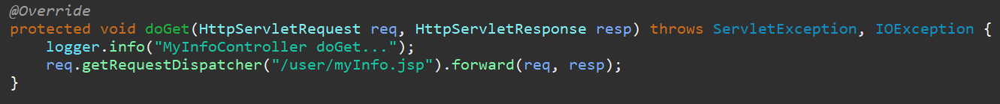 @Override
protected void doGet(HttpServletRequest req, HttpServletResponse resp) throws ServletException, IOException {
    logger.info("MyInfoController doGet...");
    req.getRequestDispatcher("/user/myInfo.jsp").forward(req, resp);
}